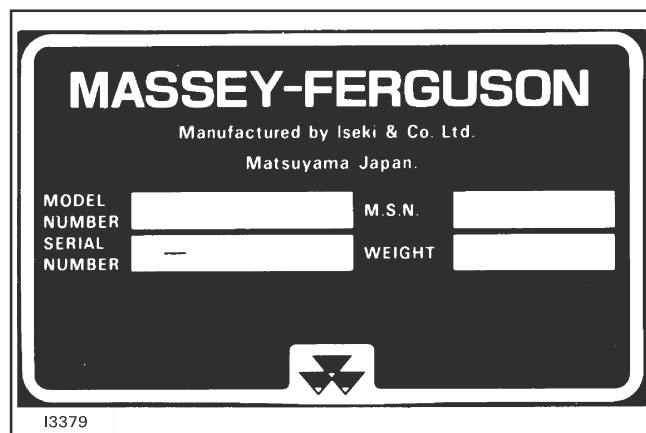 MASSEY-FERGUSON
Manufactured by Iseki & Co. Ltd.
Matsuyama Japan.
MODEL NUMBER
M.S.N.
SERIAL NUMBER
—
WEIGHT
I3379